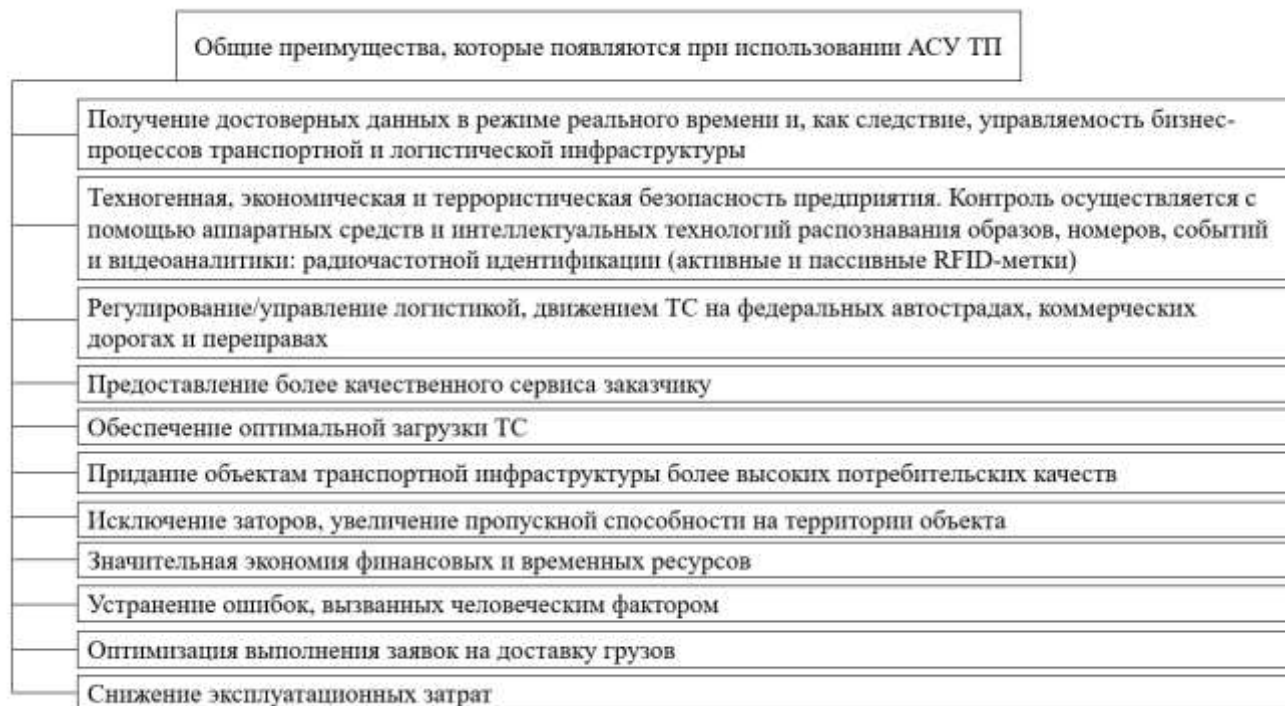 Общие преимущества, которые появляются при использовании АСУ ТП
Получение достоверных данных в режиме реального времени и, как следствие, управляемость бизнес-
процессов транспортной и логистической инфраструктуры
Техногенная, экономическая и террористическая безопасность предприятия. Контроль осуществляется с
помощью аппаратных средств и интеллектуальных технологий распознавания образов, номеров, событий
и видеоаналитики: радиочастотной идентификации (активные и пассивные RFID-метки)
Регулирование/управление логистикой, движением ТС на федеральных автострадах, коммерческих
дорогах и переправах
Предоставление более качественного сервиса заказчику
Обеспечение оптимальной загрузки ТС
Придание объектам транспортной инфраструктуры более высоких потребительских качеств
Исключение заторов, увеличение пропускной способности на территории объекта
Значительная экономия финансовых и временных ресурсов
Устранение ошибок, вызванных человеческим фактором
Оптимизация выполнения заявок на доставку грузов
Снижение эксплуатационных затрат